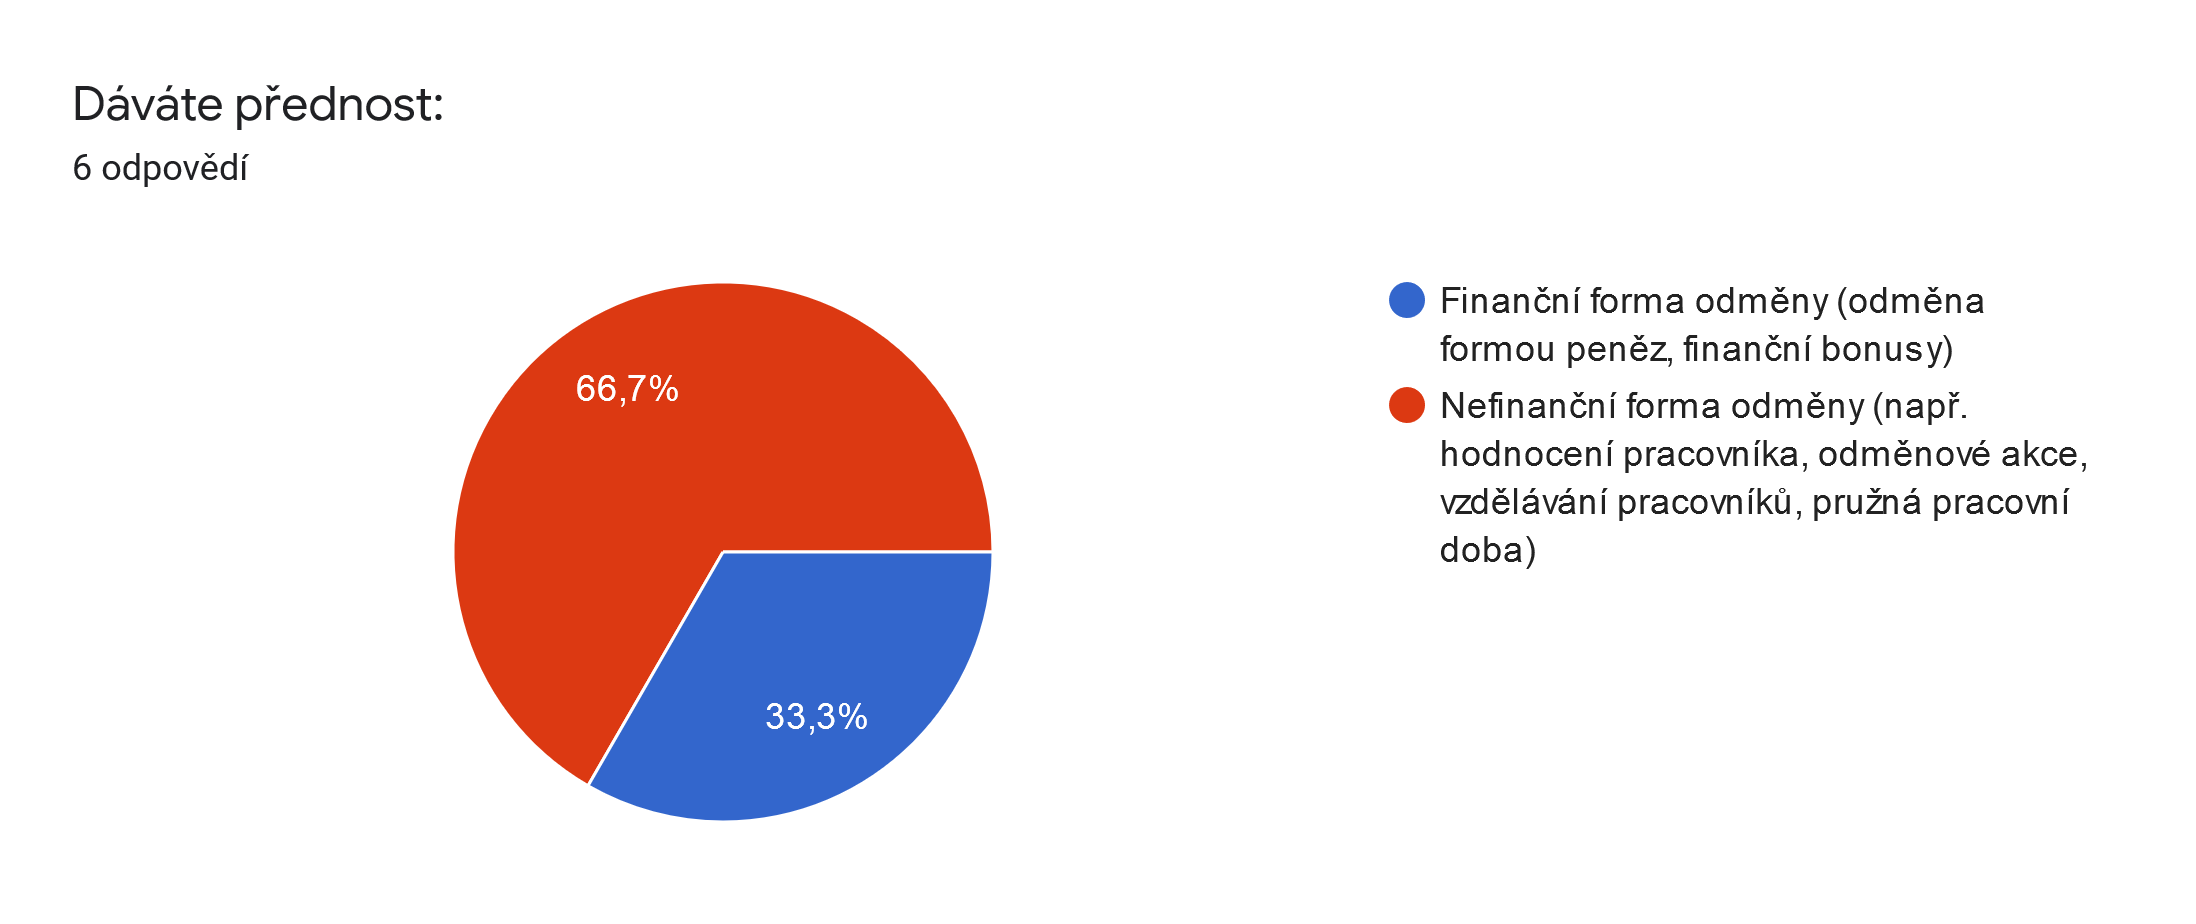 Dáváte přednost:
6 odpovědí
66,7%
33,3%
Finanční forma odměny (odměna
formou peněz, finanční bonusy)
Nefinanční forma odměny (např.
hodnocení pracovníka, odměnové akce,
vzdělávání pracovníků, pružná pracovní
doba)